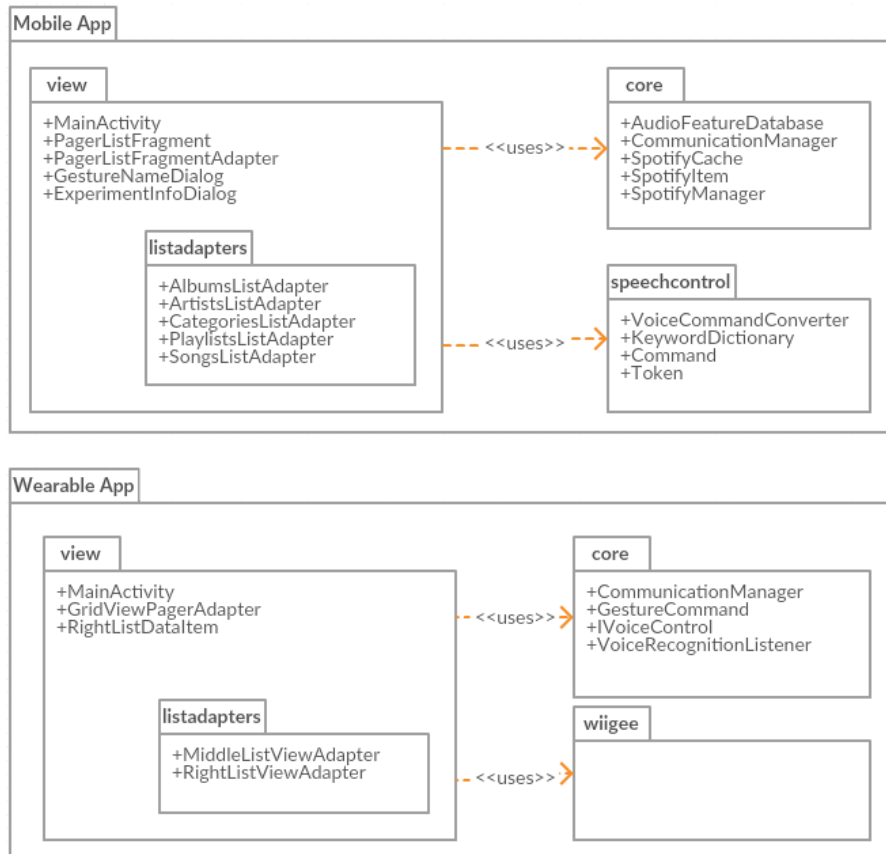 Mobile App
view
+MainActivity
+PagerListFragment
+PagerListFragmentAdapter
+GestureNameDialog
+ExperimentInfoDialog
listadapters
+AlbumsListAdapter
+ArtistsListAdapter
+CategoriesListAdapter
+PlaylistsListAdapter
+SongsListAdapter
<<uses>>
<<uses>>
core
+AudioFeatureDatabase
+CommunicationManager
+SpotifyCache
+SpotifyItem
+SpotifyManager
speechcontrol
+VoiceCommandConverter
+KeywordDictionary
+Command
+Token
Wearable App
view
+MainActivity
+GridViewPagerAdapter
+RightListDataItem
listadapters
+MiddleListViewAdapter
+RightListViewAdapter
<<uses>>
<<uses>>
core
+CommunicationManager
+GestureCommand
+IVoiceControl
+VoiceRecognitionListener
wiigee